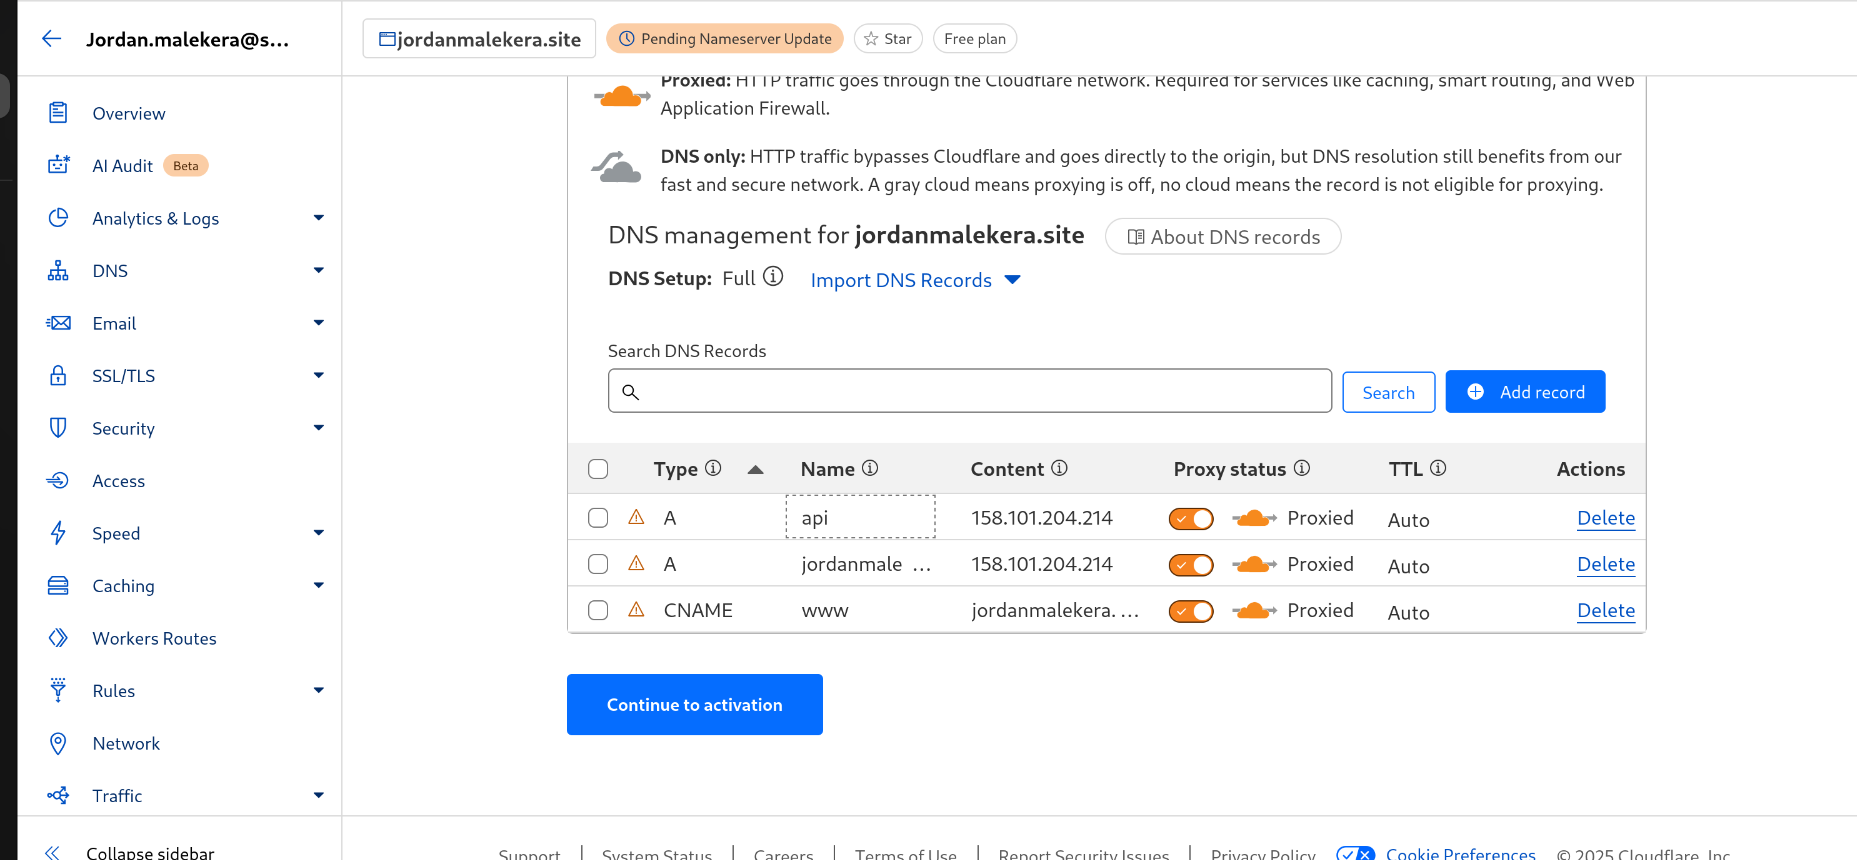 Jordan.malekera@s...
jordanmalekera.site
Pending Nameserver Update
Star
Free plan
Overview
AI Audit Beta
Analytics & Logs
DNS
Email
SSL/TLS
Security
Access
Speed
Caching
Workers Routes
Rules
Network
Traffic
Collapse sidebar
Proxied: HTTP traffic goes through the Cloudflare network. Required for services like caching, smart routing, and Web
Application Firewall.
DNS only: HTTP traffic bypasses Cloudflare and goes directly to the origin, but DNS resolution still benefits from our
fast and secure network. A gray cloud means proxying is off, no cloud means the record is not eligible for proxying.
DNS management for jordanmalekera.site About DNS records
DNS Setup: Full Import DNS Records
Search DNS Records
Search Add record
Type Name Content Proxy status TTL Actions
A api 158.101.204.214 Proxied Auto Delete
A jordanmale ... 158.101.204.214 Proxied Auto Delete
CNAME www jordanmalekera. ... Proxied Auto Delete
Continue to activation
Support | System Status | Careers | Terms of Use | Report Security Issues | Privacy Policy Cookie Preferences © 2025 Cloudflare, Inc.